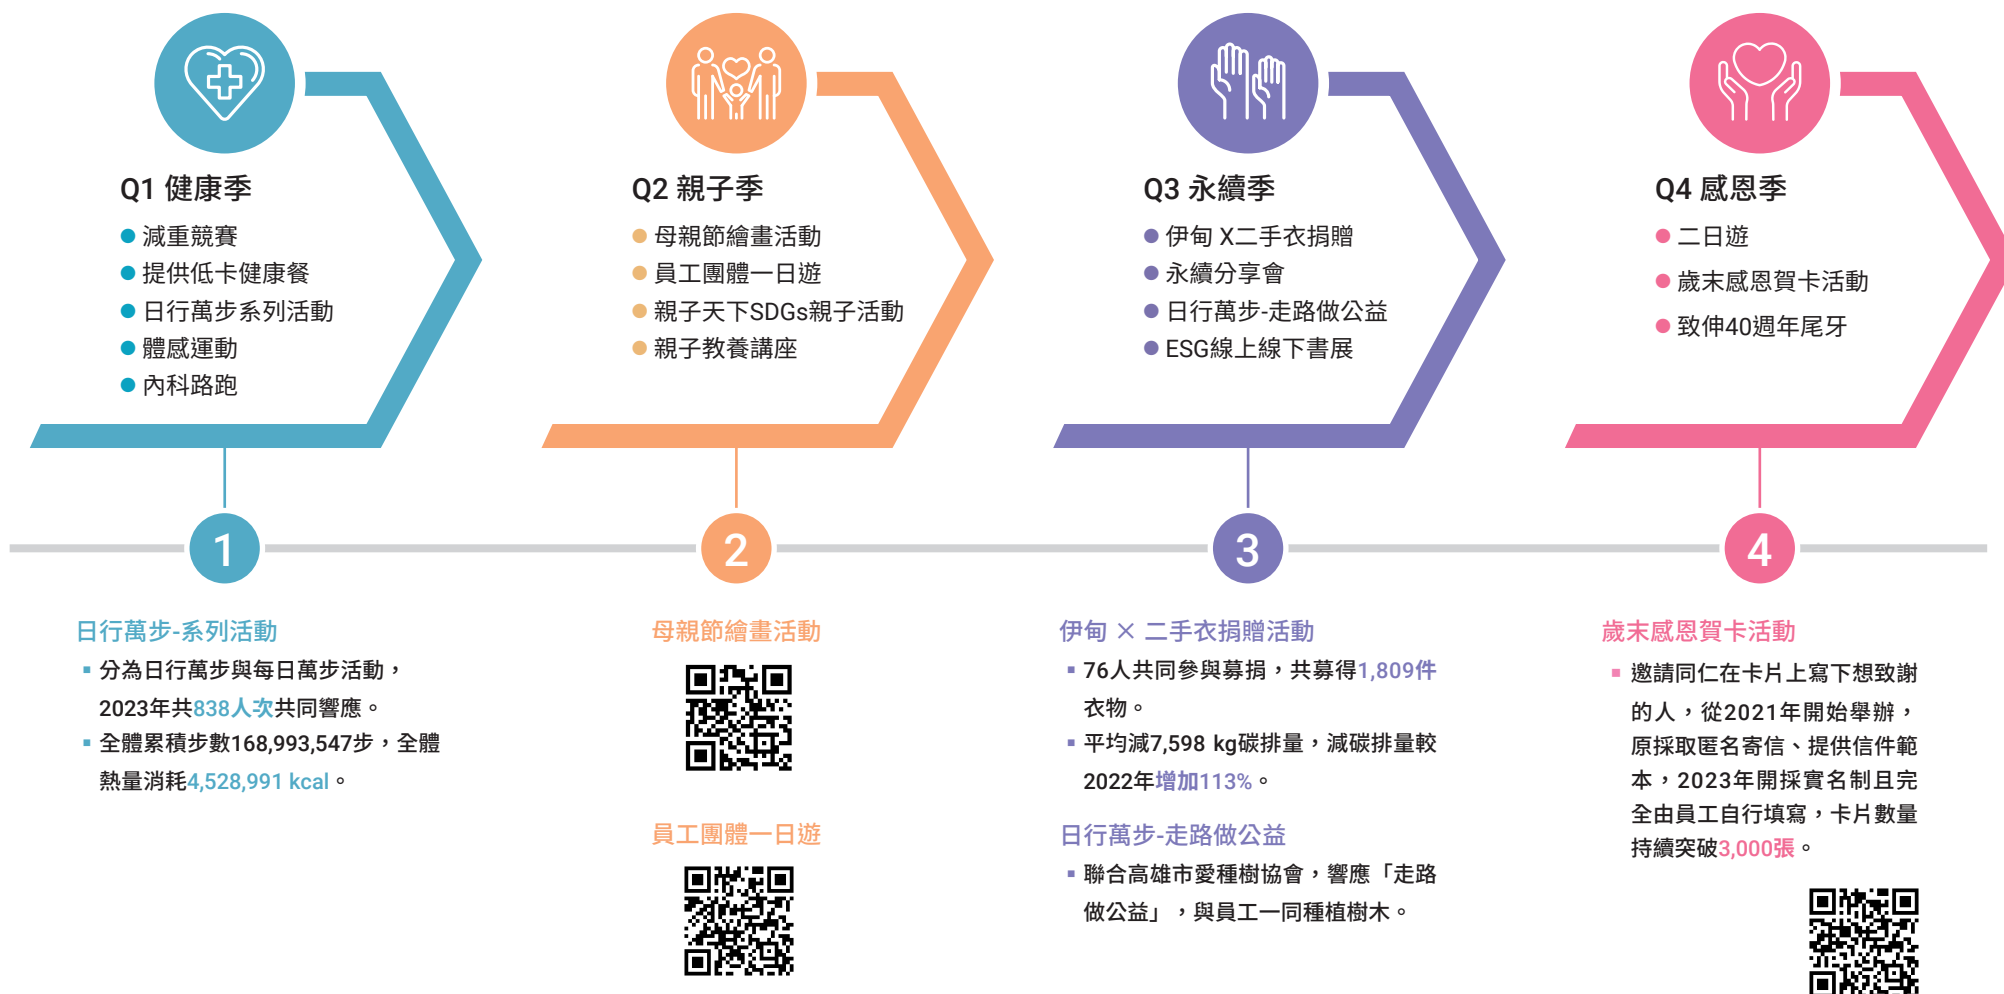 Q1 健康季
減重競賽
提供低卡健康餐
日行萬步系列活動
體感運動
內科路跑
Q2 親子季
母親節繪畫活動
員工團體一日遊
親子天下SDGs親子活動
親子教養講座
Q3 永續季
伊甸 X二手衣捐贈
永續分享會
日行萬步-走路做公益
ESG線上線下書展
Q4 感恩季
二日遊
歲末感恩賀卡活動
致伸40週年尾牙
1
2
3
4
日行萬步-系列活動
分為日行萬步與每日萬步活動，
2023年共838人次共同響應。
全體累積步數168,993,547步，全體
熱量消耗4,528,991 kcal。
母親節繪畫活動
員工團體一日遊
伊甸 × 二手衣捐贈活動
76人共同參與募捐，共募得1,809件
衣物。
平均減7,598 kg碳排量，減碳排量較
2022年增加113%。
日行萬步-走路做公益
聯合高雄市愛種樹協會，響應「走路
做公益」，與員工一同種植樹木。
歲末感恩賀卡活動
邀請同仁在卡片上寫下想致謝
的人，從2021年開始舉辦，
原採取匿名寄信、提供信件範
本，2023年開採實名制且完
全由員工自行填寫，卡片數量
持續突破3,000張。